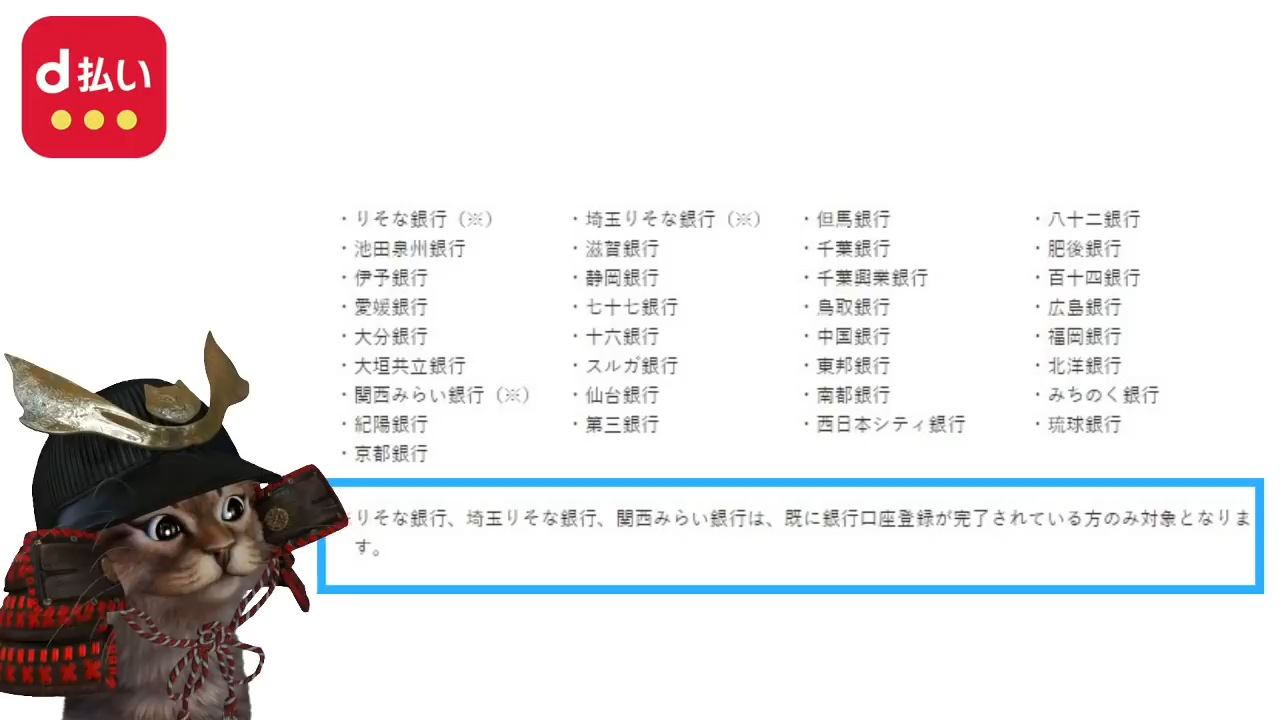 d払い
・りそな銀行（※） ・埼玉りそな銀行（※） ・但馬銀行 ・八十二銀行
・池田泉州銀行 ・滋賀銀行 ・千葉銀行 ・肥後銀行
・伊予銀行 ・静岡銀行 ・千葉興業銀行 ・百十四銀行
・愛媛銀行 ・七十七銀行 ・鳥取銀行 ・広島銀行
・大分銀行 ・十六銀行 ・中国銀行 ・福岡銀行
・大垣共立銀行 ・スルガ銀行 ・東邦銀行 ・北洋銀行
・関西みらい銀行（※） ・仙台銀行 ・南都銀行 ・みちのく銀行
・紀陽銀行 ・第三銀行 ・西日本シティ銀行 ・琉球銀行
・京都銀行
りそな銀行、埼玉りそな銀行、関西みらい銀行は、既に銀行口座登録が完了されている方のみ対象となりま
す。